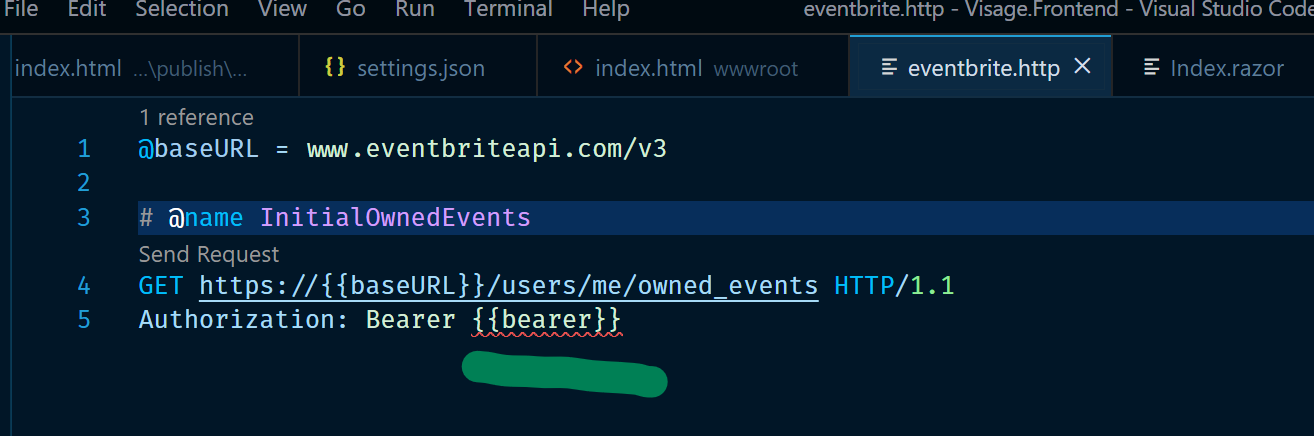 File Edit Selection View Go Run Terminal Help eventbrite.http - Visage.Frontend - Visual Studio Code
index.html ...\publish\... {} settings.json <> index.html wwwroot eventbrite.http Index.razor
1 reference
1 @baseURL = www.eventbriteapi.com/v3
2
3 # @name InitialOwnedEvents
Send Request
4 GET https://{{baseURL}}/users/me/owned_events HTTP/1.1
5 Authorization: Bearer {{bearer}}